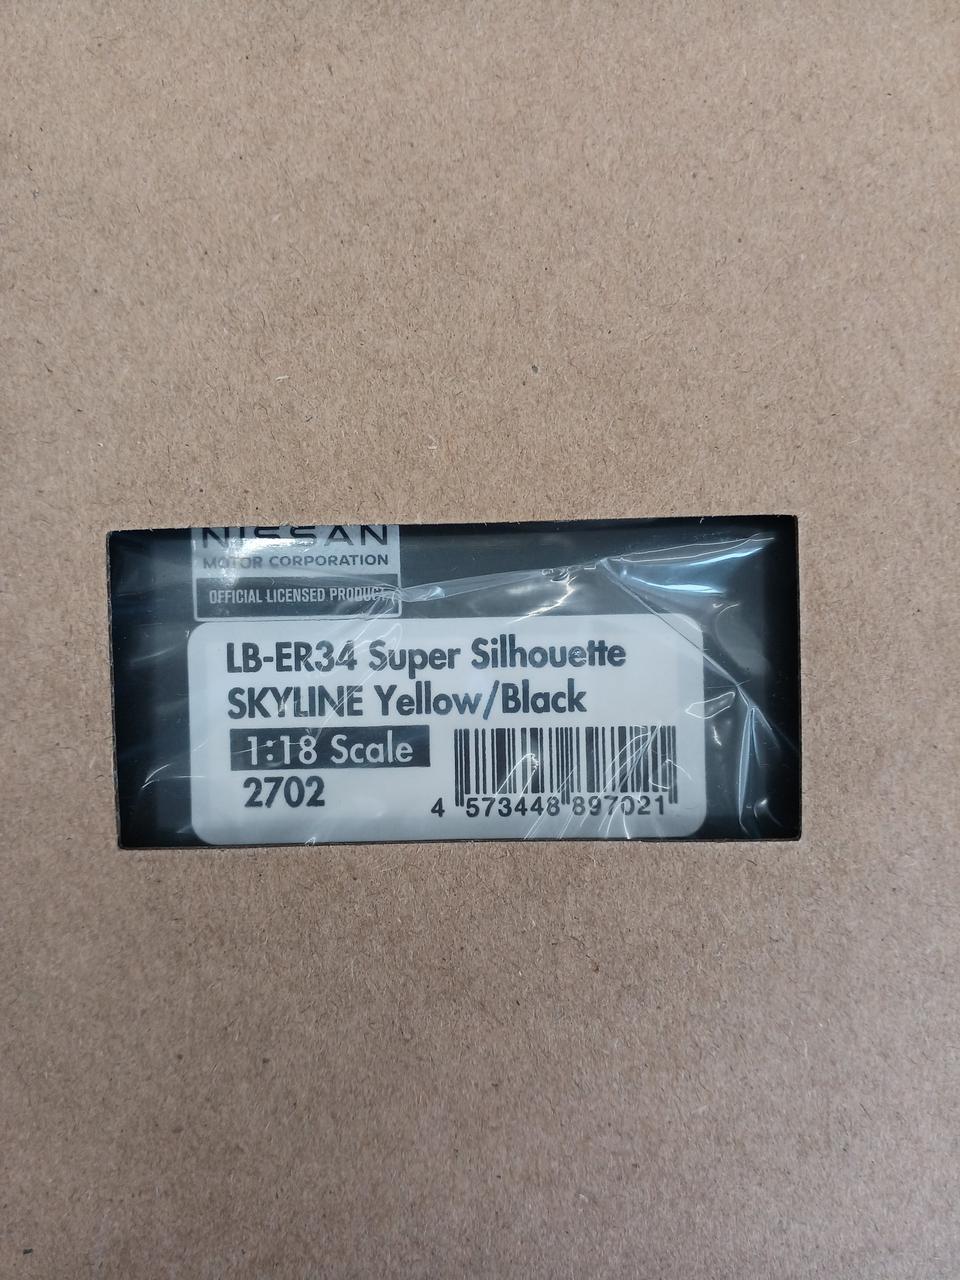 NISSAN
MOTOR CORPORATION
OFFICIAL LICENSED PRODUCT
LB-ER34 Super Silhouette
SKYLINE Yellow/Black
1:18 Scale
2702
4 573448 897021